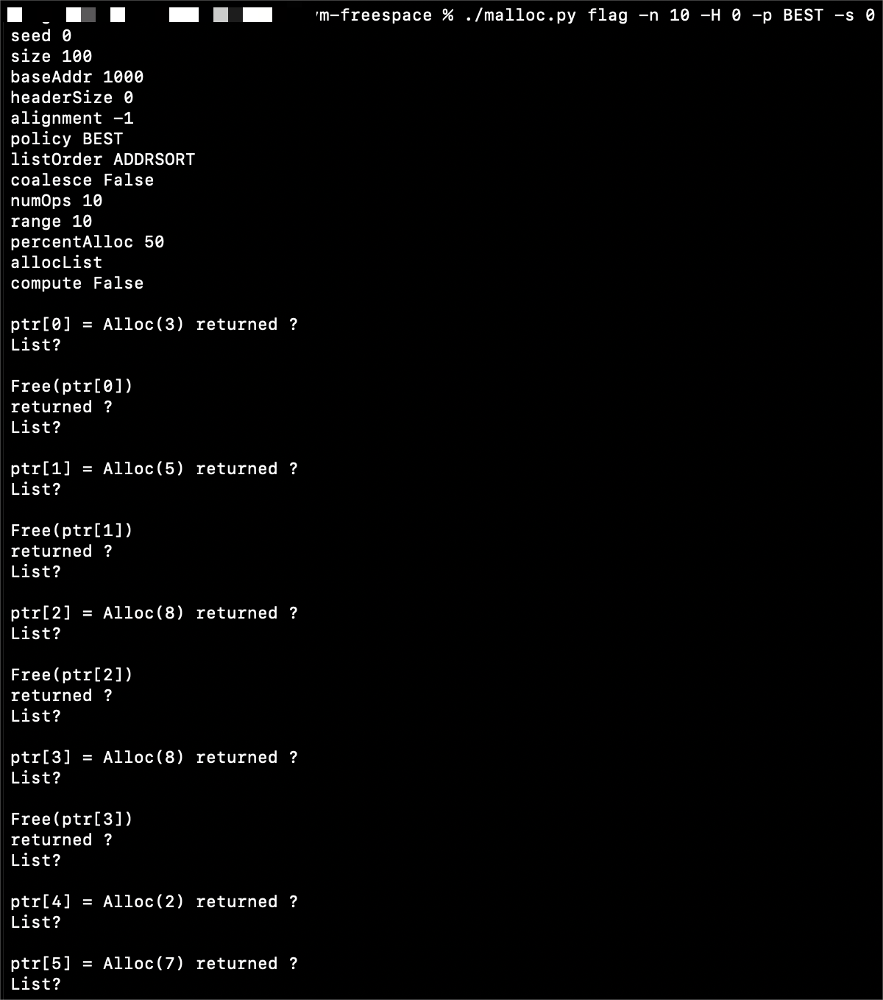 -freespace % ./malloc.py flag -n 10 -H 0 -p BEST -s 0
seed 0
size 100
baseAddr 1000
headerSize 0
alignment -1
policy BEST
listOrder ADDRSORT
coalesce False
numOps 10
range 10
percentAlloc 50
allocList
compute False
ptr[0] = Alloc(3) returned ?
List?
Free(ptr[0])
returned ?
List?
ptr[1] = Alloc(5) returned ?
List?
Free(ptr[1])
returned ?
List?
ptr[2] = Alloc(8) returned ?
List?
Free(ptr[2])
returned ?
List?
ptr[3] = Alloc(8) returned ?
List?
Free(ptr[3])
returned ?
List?
ptr[4] = Alloc(2) returned ?
List?
ptr[5] = Alloc(7) returned ?
List?